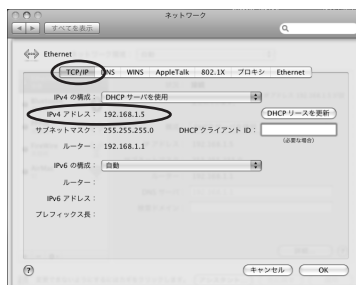 ネットワーク
すべてを表示
Ethernet
TCP/IP DNS WINS AppleTalk 802.1X プロキシ Ethernet
IPv4 の構成： DHCP サーバを使用
IPv4 アドレス： 192.168.1.5 DHCP リースを更新
サブネットマスク： 255.255.255.0 DHCP クライアント ID：
ルーター： 192.168.1.1 （必要な場合）
IPv6 の構成： 自動
ルーター：
IPv6 アドレス：
プレフィックス長：
? キャンセル OK